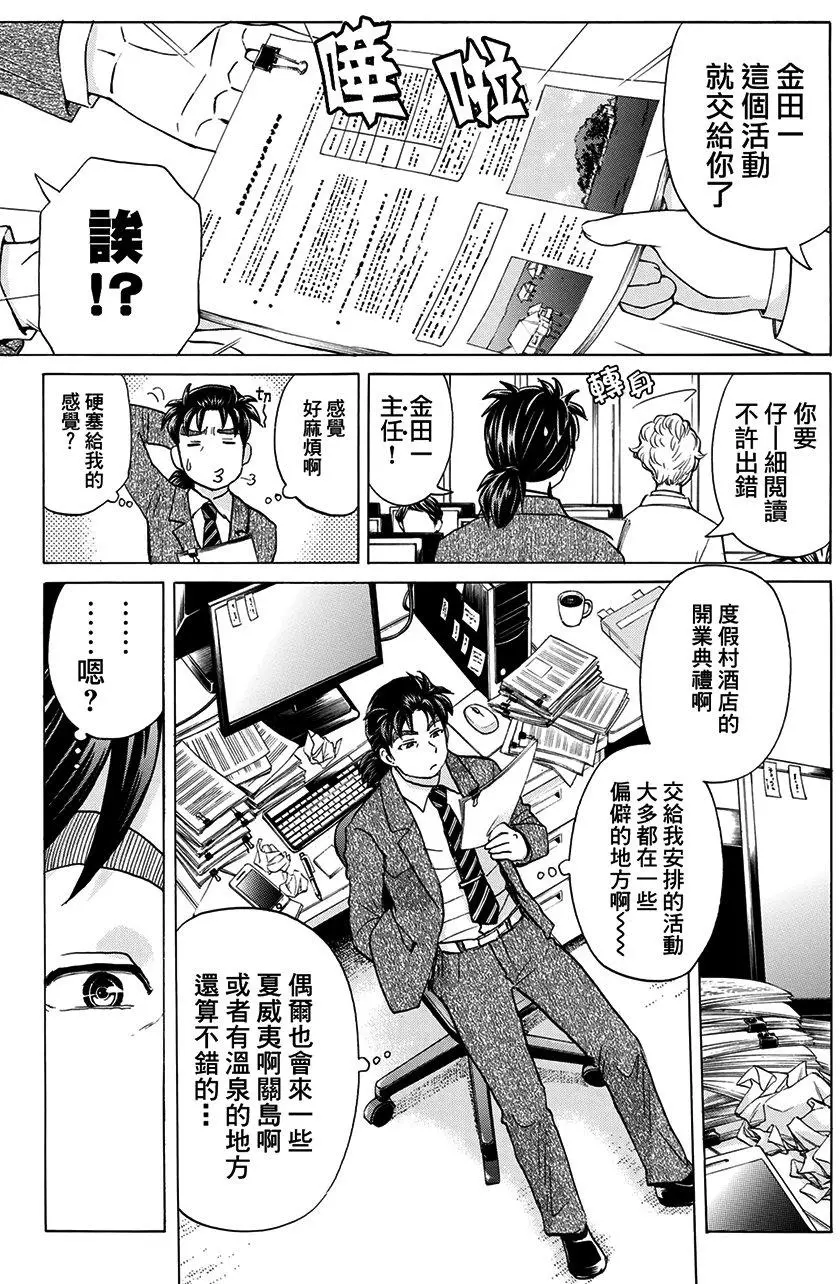 金田一
這個活動
就交給你了
嘩
啦
誒
!?
你要
仔—細閱讀
不許出錯
轉身
金田一
主任!
感覺
好麻煩啊
硬塞給我的
感覺?
度假村酒店的
開業典禮啊
交給我安排的活動
大多都在一些
偏僻的地方啊~~
偶爾也會來一些
夏威夷啊關島啊
或者有溫泉的地方
還算不錯的…
……
……嗯?